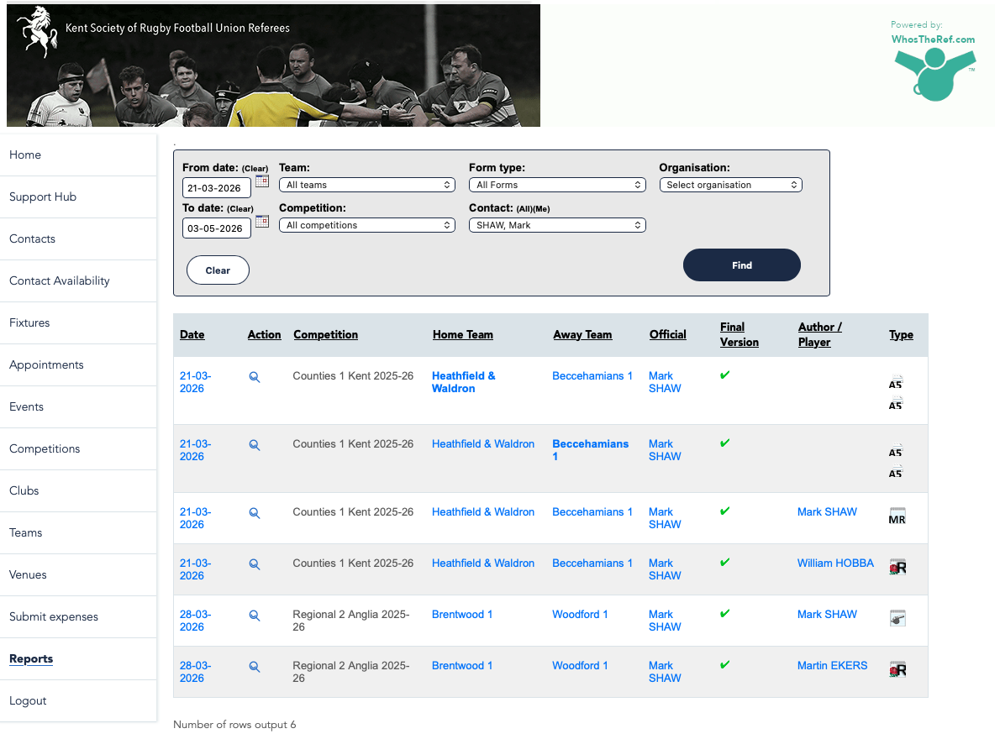 Kent Society of Rugby Football Union Referees
Powered by:
WhosTheRef.com
TM
Home
Support Hub
Contacts
Contact Availability
Fixtures
Appointments
Events
Competitions
Clubs
Teams
Venues
Submit expenses
Reports
Logout
.
From date: (Clear) Team: Form type: Organisation:
21-03-2026 All teams All Forms Select organisation
To date: (Clear) Competition: Contact: (All)(Me)
03-05-2026 All competitions SHAW, Mark
Clear Find
Date Action Competition Home Team Away Team Official Final Version Author / Player Type
21-03-2026 Counties 1 Kent 2025-26 Heathfield & Waldron Beccehamians 1 Mark SHAW ✔ A5 A5
21-03-2026 Counties 1 Kent 2025-26 Heathfield & Waldron Beccehamians 1 Mark SHAW ✔ A5 A5
21-03-2026 Counties 1 Kent 2025-26 Heathfield & Waldron Beccehamians 1 Mark SHAW ✔ Mark SHAW MR
21-03-2026 Counties 1 Kent 2025-26 Heathfield & Waldron Beccehamians 1 Mark SHAW ✔ William HOBBA R
28-03-2026 Regional 2 Anglia 2025-26 Brentwood 1 Woodford 1 Mark SHAW ✔ Mark SHAW
28-03-2026 Regional 2 Anglia 2025-26 Brentwood 1 Woodford 1 Mark SHAW ✔ Martin EKERS R
Number of rows output 6